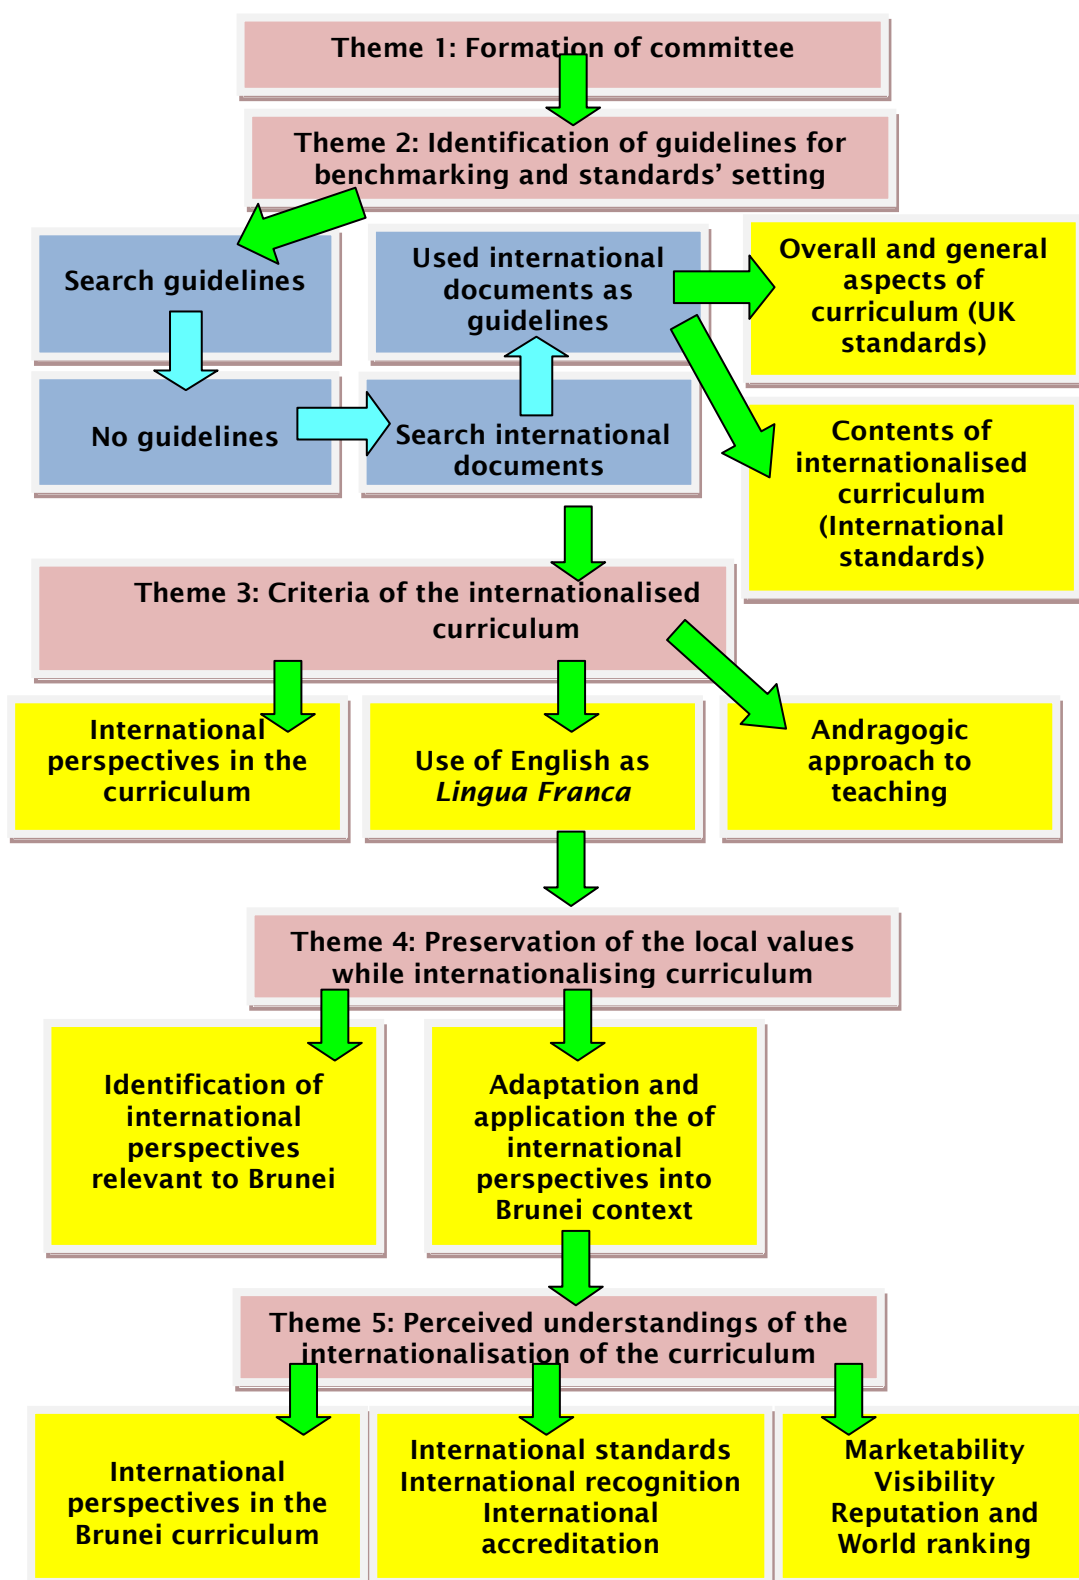 Theme 1: Formation of committee
Theme 2: Identification of guidelines for
benchmarking and standards’ setting
Search guidelines
Used international
documents as
guidelines
Overall and general
aspects of
curriculum (UK
standards)
No guidelines
Search international
documents
Contents of
internationalised
curriculum
(International
standards)
Theme 3: Criteria of the internationalised
curriculum
International
perspectives in the
curriculum
Use of English as
Lingua Franca
Andragogic
approach to
teaching
Theme 4: Preservation of the local values
while internationalising curriculum
Identification of
international
perspectives
relevant to Brunei
Adaptation and
application the of
international
perspectives into
Brunei context
Theme 5: Perceived understandings of the
internationalisation of the curriculum
International
perspectives in the
Brunei curriculum
International standards
International recognition
International
accreditation
Marketability
Visibility
Reputation and
World ranking